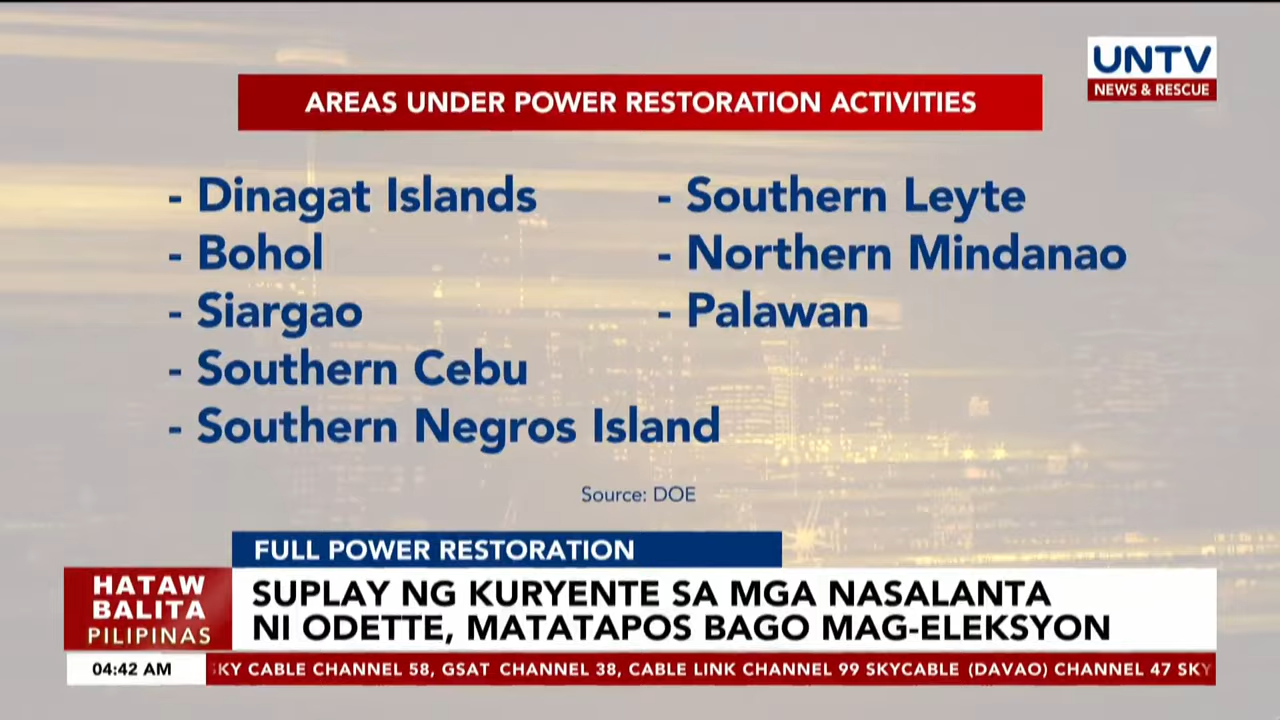 UNTV
NEWS & RESCUE
AREAS UNDER POWER RESTORATION ACTIVITIES
- Dinagat Islands
- Bohol
- Siargao
- Southern Cebu
- Southern Negros Island
- Southern Leyte
- Northern Mindanao
- Palawan
Source: DOE
FULL POWER RESTORATION
HATAW
BALITA
PILIPINAS
SUPLAY NG KURYENTE SA MGA NASALANTA
NI ODETTE, MATATAPOS BAGO MAG-ELEKSYON
04:42 AM
KY CABLE CHANNEL 58, GSAT CHANNEL 38, CABLE LINK CHANNEL 99 SKYCABLE (DAVAO) CHANNEL 47 SKY